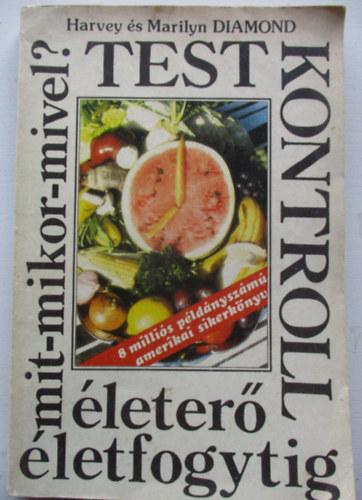 Harvey és Marilyn DIAMOND
TEST
KONTROLL
mit-mikor-mivel?
8 milliós példányszámú
amerikai sikerkönyv
életerő
életfogytig